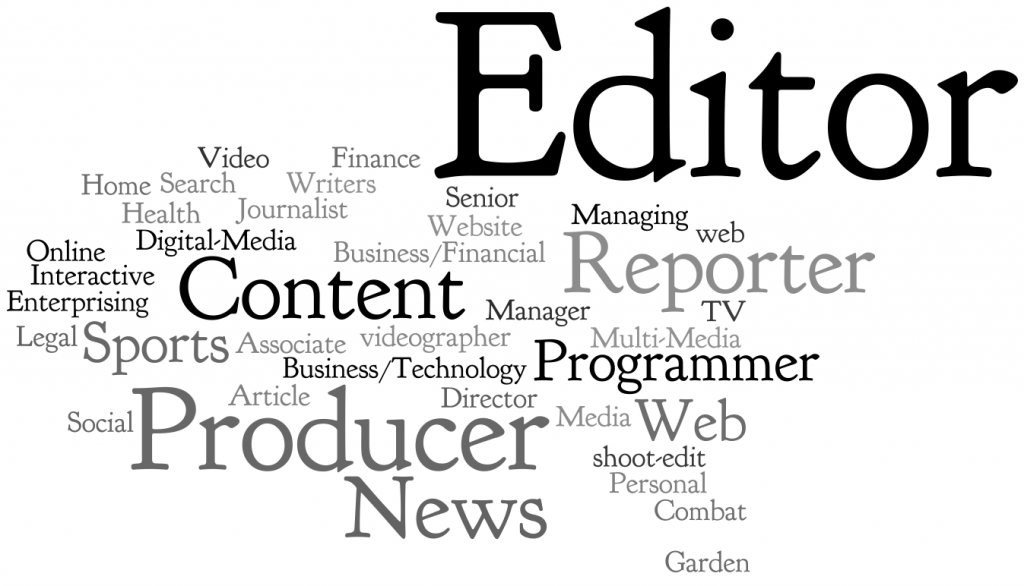 Editor
Video
Finance
Home
Search
Writers
Senior
Health
Journalist
Website
Managing
web
Online
Digital-Media
Business/Financial
Reporter
Interactive
Content
Enterprising
Manager
TV
Legal
Sports
Associate
videographer
Multi-Media
Business/Technology
Programmer
Article
Director
Social
Producer
Media
Web
shoot-edit
Personal
News
Combat
Garden